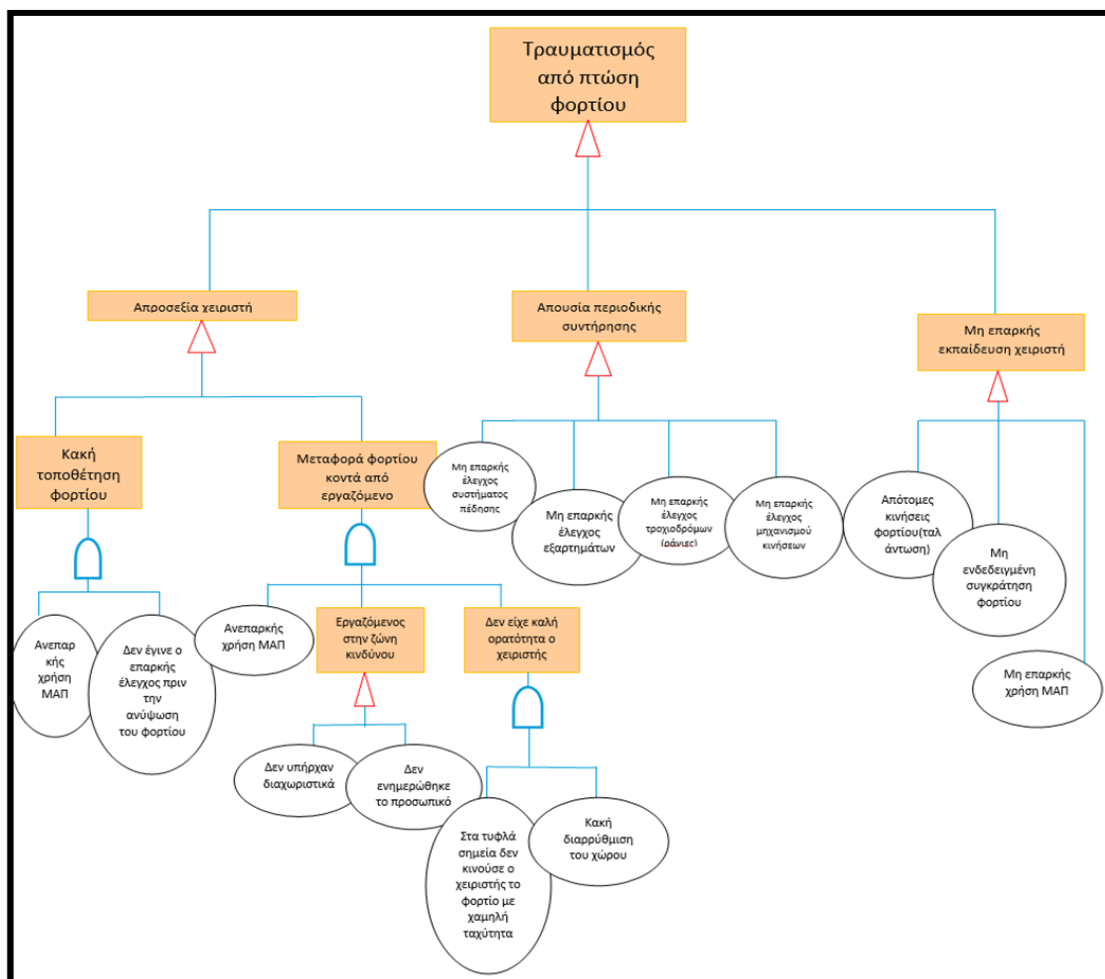 Τραυματισμός
από πτώση
φορτίου
Απροσεξία χειριστή
Απουσία περιοδικής
συντήρησης
Μη επαρκής
εκπαίδευση χειριστή
Κακή
τοποθέτηση
φορτίου
Μεταφορά φορτίου
κοντά από
εργαζόμενο
Μη επαρκής
έλεγχος
συστήματος
πέδησης
Μη επαρκής
έλεγχος
εξαρτημάτων
Μη επαρκής
έλεγχος
τροχιοδρόμων
(ράγιες)
Μη επαρκής
έλεγχος
μηχανισμού
κινήσεων
Απότομες
κινήσεις
φορτίου(ταλ
άντωση)
Μη
ενδεδειγμένη
συγκράτηση
φορτίου
Μη επαρκής
χρήση ΜΑΠ
Ανεπαρ
κής
χρήση
ΜΑΠ
Δεν έγινε ο
επαρκής
έλεγχος πριν
την
ανύψωση
του φορτίου
Ανεπαρκής
χρήση ΜΑΠ
Εργαζόμενος
στην ζώνη
κινδύνου
Δεν είχε καλή
ορατότητα ο
χειριστής
Δεν υπήρχαν
διαχωριστικά
Δεν
ενημερώθηκε
το προσωπικό
Στα τυφλά
σημεία δεν
κινούσε ο
χειριστής το
φορτίο με
χαμηλή
ταχύτητα
Κακή
διαρρύθμιση
του χώρου